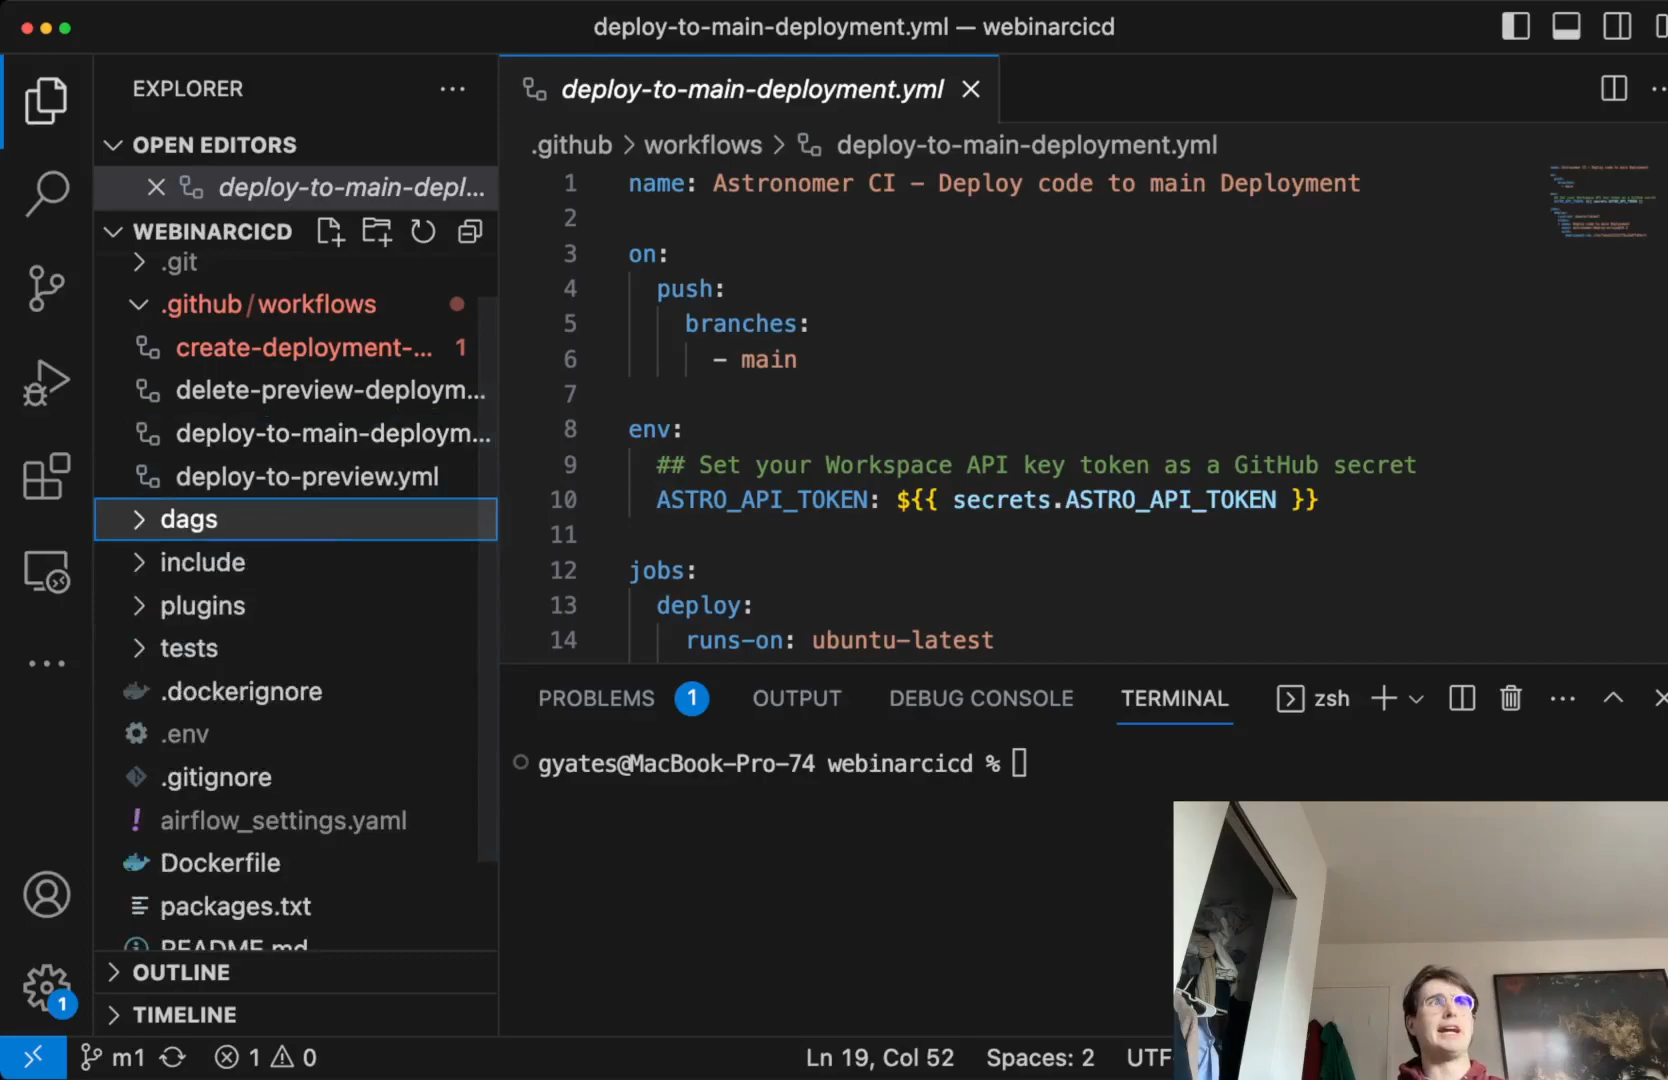 deploy-to-main-deployment.yml — webinarcicd
EXPLORER
OPEN EDITORS
deploy-to-main-depl...
WEBINARCICD
.git
.github/workflows
create-deployment-... 1
delete-preview-deploym...
deploy-to-main-deploym...
deploy-to-preview.yml
dags
include
plugins
tests
.dockerignore
.env
.gitignore
airflow_settings.yaml
Dockerfile
packages.txt
README.md
OUTLINE
TIMELINE
1
deploy-to-main-deployment.yml
.github > workflows > deploy-to-main-deployment.yml
1 name: Astronomer CI - Deploy code to main Deployment
2
3 on:
4 push:
5 branches:
6 - main
7
8 env:
9 ## Set your Workspace API key token as a GitHub secret
10 ASTRO_API_TOKEN: ${{ secrets.ASTRO_API_TOKEN }}
11
12 jobs:
13 deploy:
14 runs-on: ubuntu-latest
PROBLEMS 1 OUTPUT DEBUG CONSOLE TERMINAL zsh
gyates@MacBook-Pro-74 webinarcicd %
m1 1 0 Ln 19, Col 52 Spaces: 2 UTF